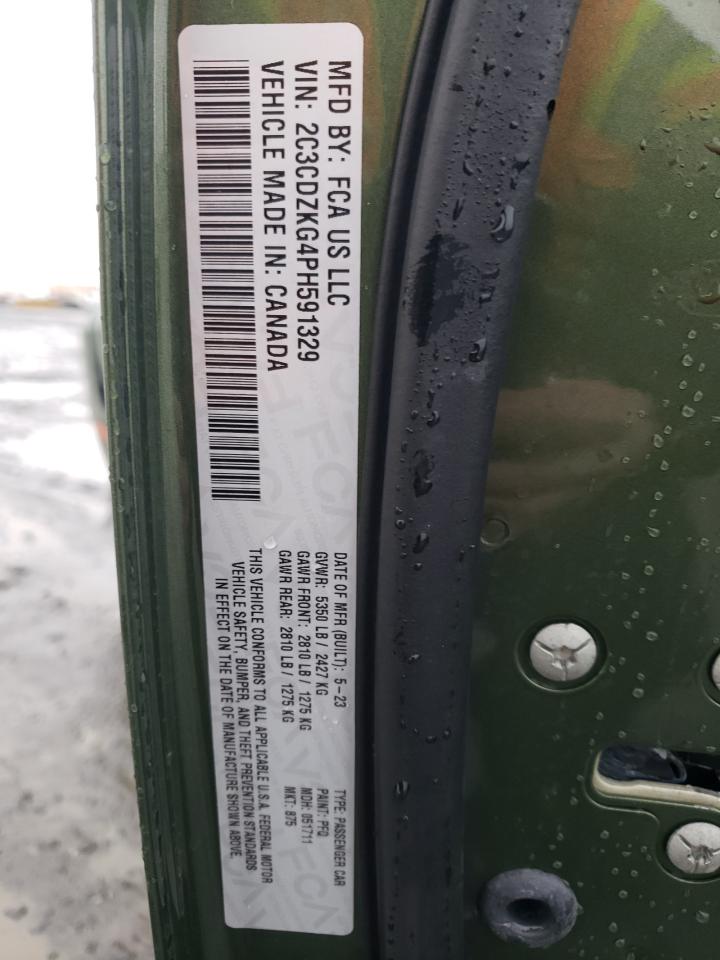 MFD BY: FCA US LLC
VIN: 2C3CDZKG4PH591329
VEHICLE MADE IN: CANADA
DATE OF MFR (BUILT): 5-23
GVWR: 5350 LB / 2427 KG
GAWR FRONT: 2810 LB / 1275 KG
GAWR REAR: 2810 LB / 1275 KG
TYPE: PASSENGER CAR
PAINT: PFQ
MDH: 051711
MKT: B75
THIS VEHICLE CONFORMS TO ALL APPLICABLE U.S.A. FEDERAL MOTOR
VEHICLE SAFETY, BUMPER, AND THEFT PREVENTION STANDARDS
IN EFFECT ON THE DATE OF MANUFACTURE SHOWN ABOVE.